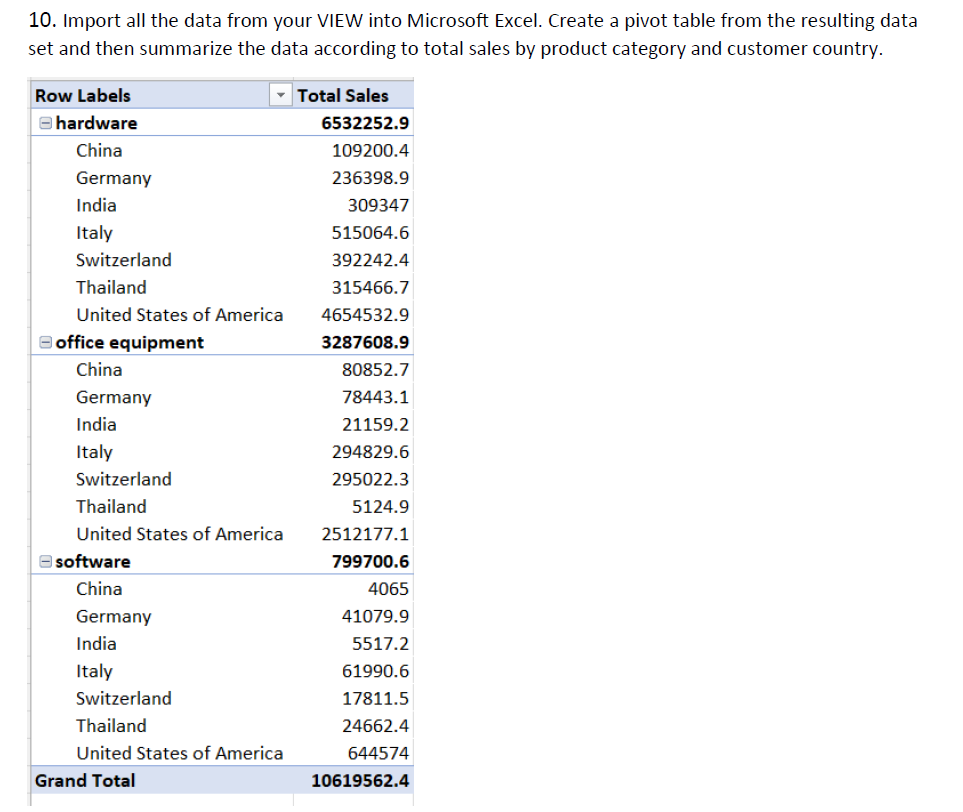 10. Import all the data from your VIEW into Microsoft Excel. Create a pivot table from the resulting data
set and then summarize the data according to total sales by product category and customer country.
Row Labels Total Sales
hardware 6532252.9
China 109200.4
Germany 236398.9
India 309347
Italy 515064.6
Switzerland 392242.4
Thailand 315466.7
United States of America 4654532.9
office equipment 3287608.9
China 80852.7
Germany 78443.1
India 21159.2
Italy 294829.6
Switzerland 295022.3
Thailand 5124.9
United States of America 2512177.1
software 799700.6
China 4065
Germany 41079.9
India 5517.2
Italy 61990.6
Switzerland 17811.5
Thailand 24662.4
United States of America 644574
Grand Total 10619562.4